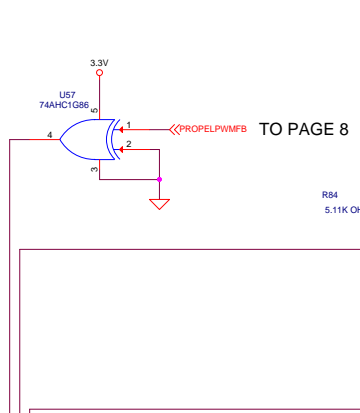 3.3V
U57
74AHC1G86
5
4
1
PROPELPWMFB
TO PAGE 8
2
3
R84
5.11K OH